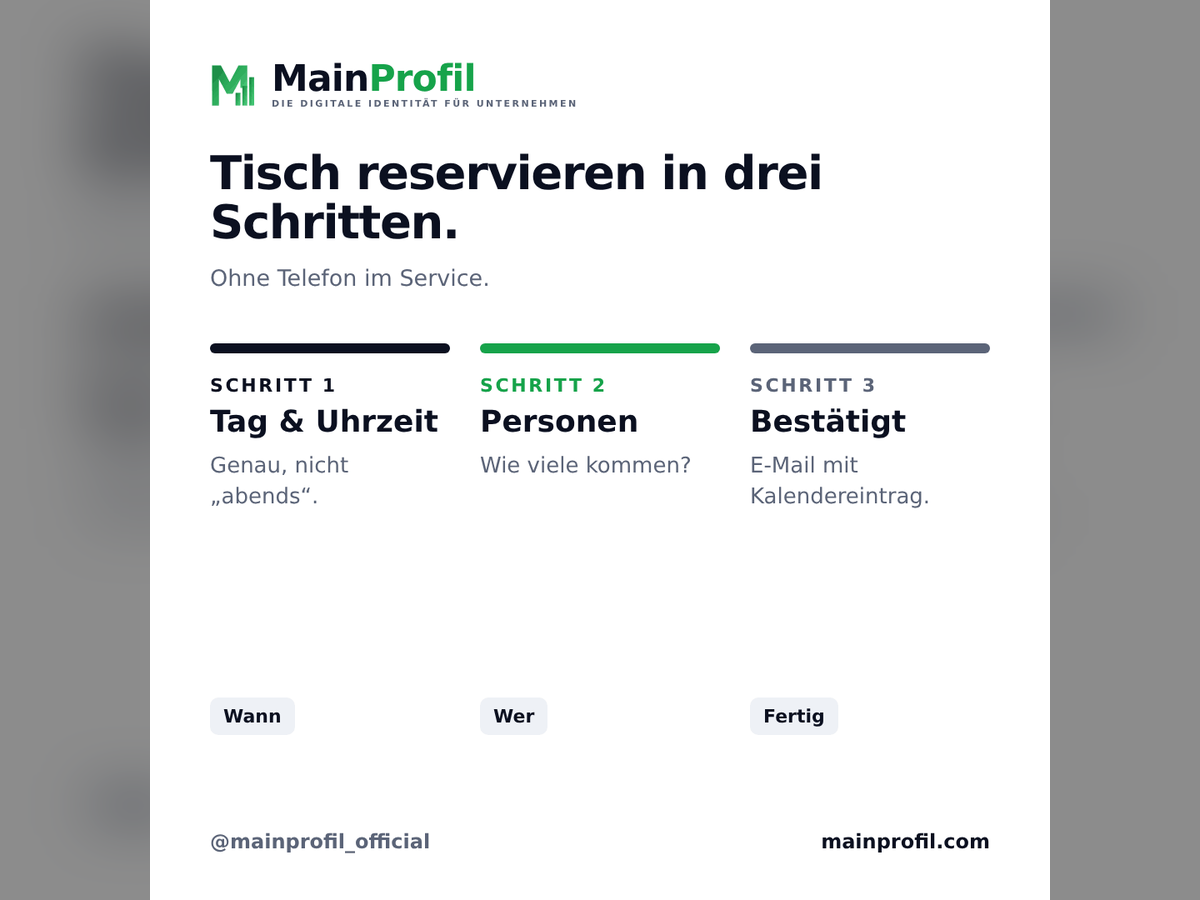 MainProfil
DIE DIGITALE IDENTITÄT FÜR UNTERNEHMEN
Tisch reservieren in drei
Schritten.
Ohne Telefon im Service.
SCHRITT 1
Tag & Uhrzeit
Genau, nicht
„abends“.
Wann
SCHRITT 2
Personen
Wie viele kommen?
Wer
SCHRITT 3
Bestätigt
E-Mail mit
Kalendereintrag.
Fertig
@mainprofil_official
mainprofil.com